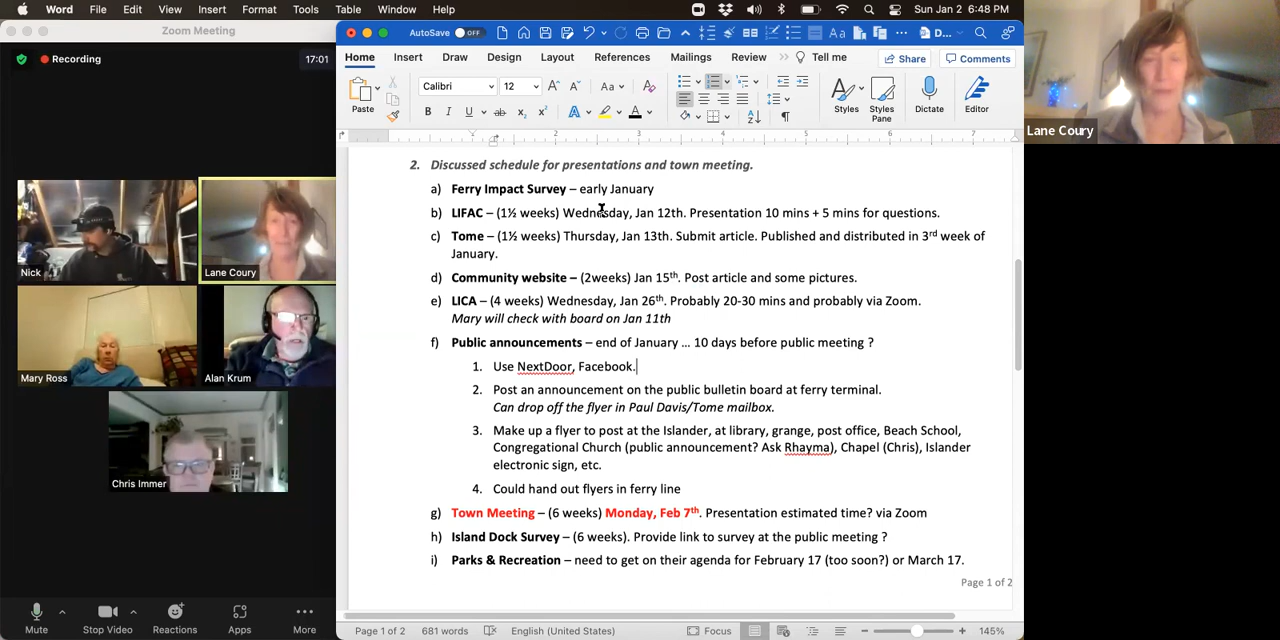 Word File Edit View Insert Format Tools Table Window Help Sun Jan 2 6:48 PM
Zoom Meeting
AutoSave OFF D...
Recording 17:01
Home Insert Draw Design Layout References Mailings Review Tell me Share Comments
Calibri 12
Paste Styles Styles Pane Dictate Editor
1 2 3 4 5 6 7
Lane Coury
Nick
Lane Coury
Mary Ross
Alan Krum
Chris Immer
2. Discussed schedule for presentations and town meeting.
a) Ferry Impact Survey – early January
b) LIFAC – (1½ weeks) Wednesday, Jan 12th. Presentation 10 mins + 5 mins for questions.
c) Tome – (1½ weeks) Thursday, Jan 13th. Submit article. Published and distributed in 3rd week of
January.
d) Community website – (2weeks) Jan 15th. Post article and some pictures.
e) LICA – (4 weeks) Wednesday, Jan 26th. Probably 20-30 mins and probably via Zoom.
Mary will check with board on Jan 11th
f) Public announcements – end of January ... 10 days before public meeting ?
1. Use NextDoor, Facebook.
2. Post an announcement on the public bulletin board at ferry terminal.
Can drop off the flyer in Paul Davis/Tome mailbox.
3. Make up a flyer to post at the Islander, at library, grange, post office, Beach School,
Congregational Church (public announcement? Ask Rhayma), Chapel (Chris), Islander
electronic sign, etc.
4. Could hand out flyers in ferry line
g) Town Meeting – (6 weeks) Monday, Feb 7th. Presentation estimated time? via Zoom
h) Island Dock Survey – (6 weeks). Provide link to survey at the public meeting ?
i) Parks & Recreation – need to get on their agenda for February 17 (too soon?) or March 17.
Page 1 of 2
Mute Stop Video Reactions Apps More
Page 1 of 2 681 words English (United States) Focus 145%